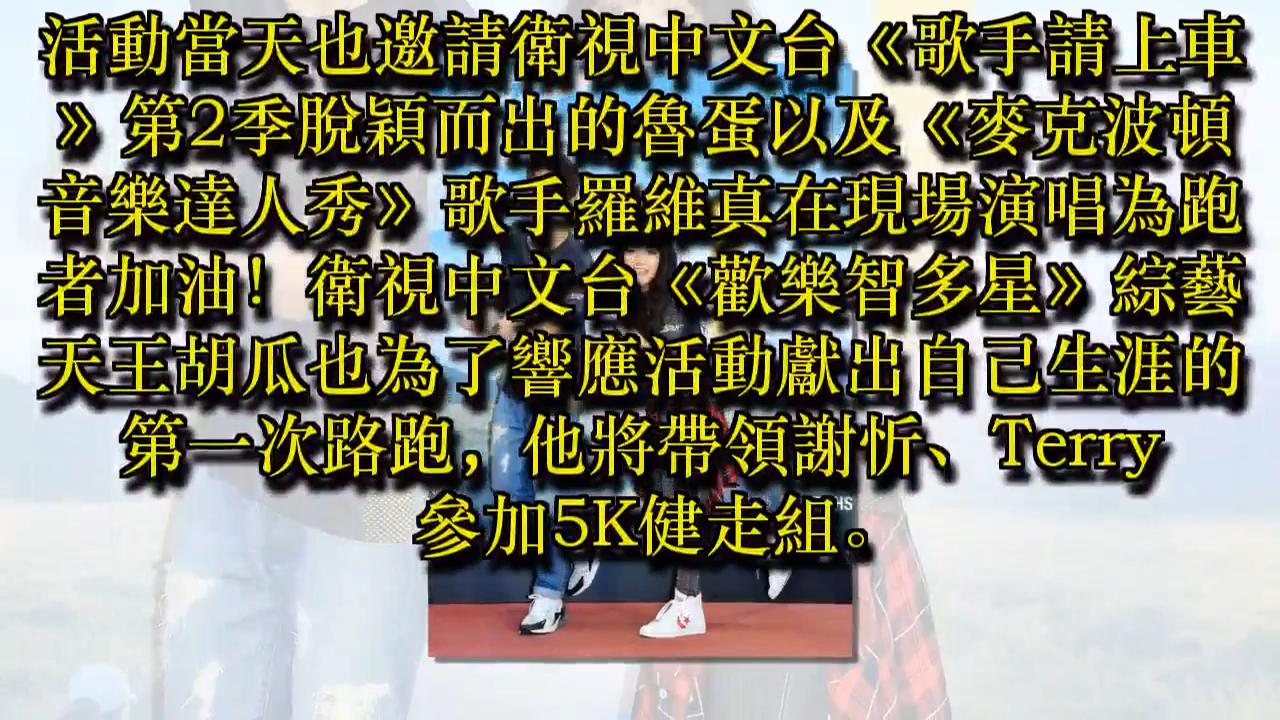 活動當天也邀請衛視中文台《歌手請上車
》第2季脫穎而出的魯蛋以及《麥克波頓
音樂達人秀》歌手羅維真在現場演唱為跑
者加油！衛視中文台《歡樂智多星》綜藝
天王胡瓜也為了響應活動獻出自己生涯的
第一次路跑，他將帶領謝忻、Terry
參加5K健走組。
HS